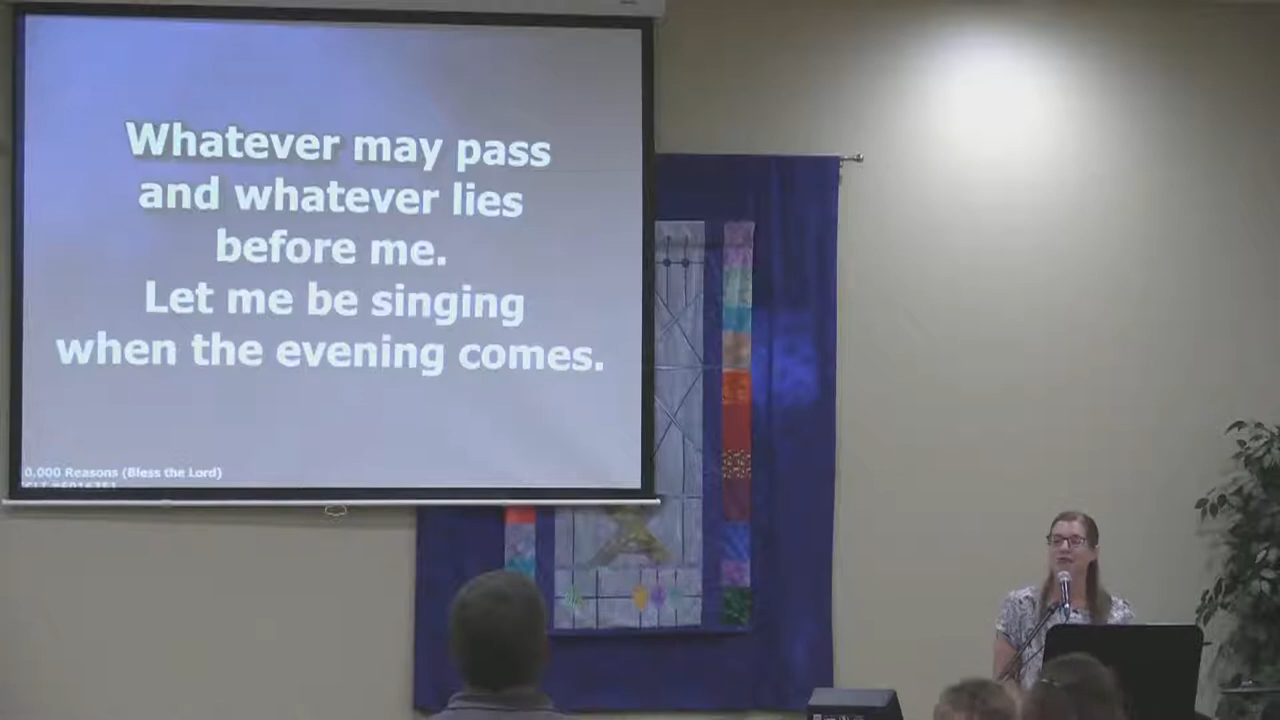 Whatever may pass
and whatever lies
before me.
Let me be singing
when the evening comes.
0,000 Reasons (Bless the Lord)